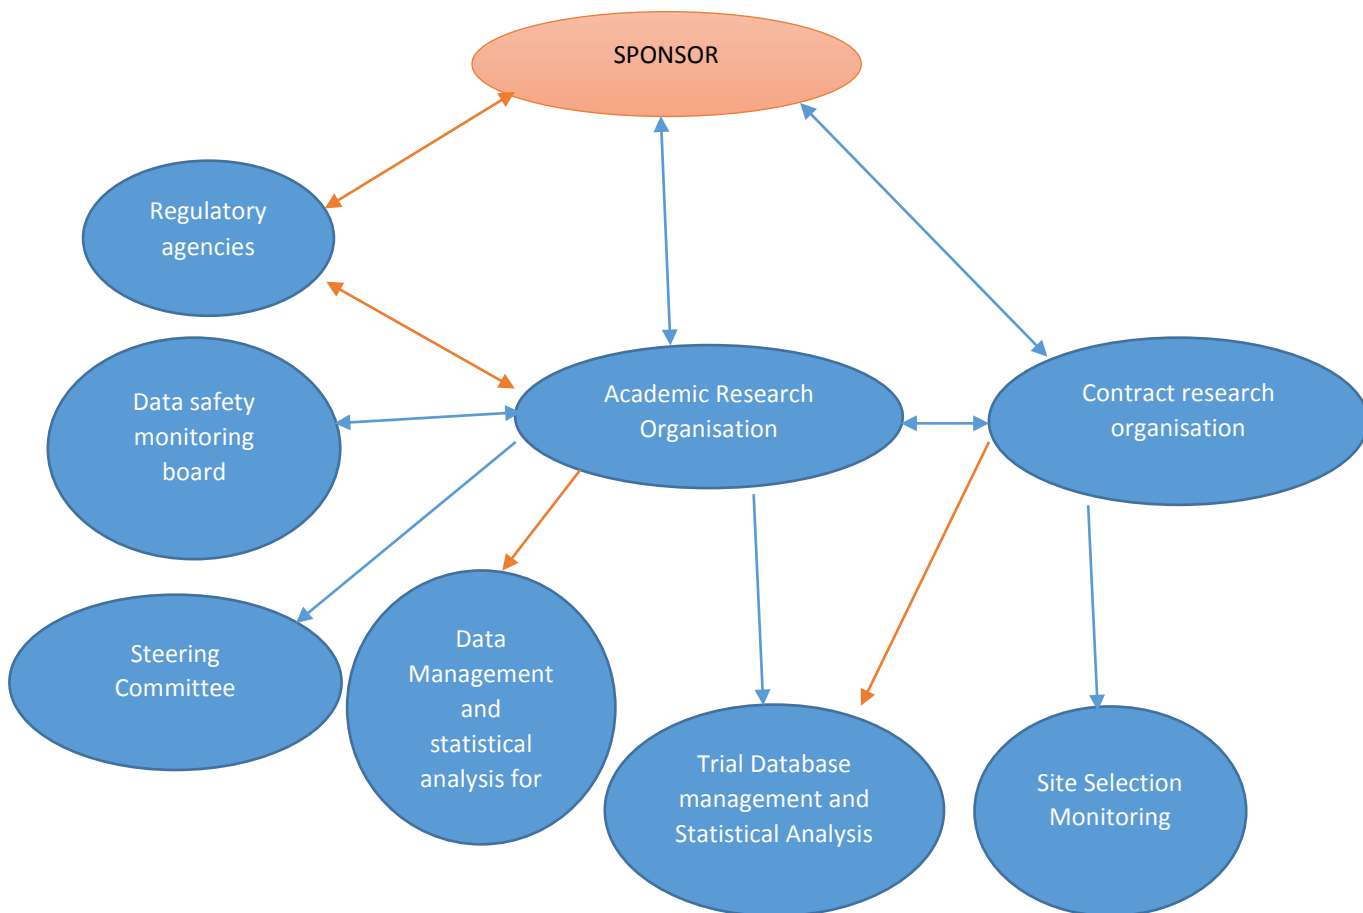 SPONSOR
Regulatory
agencies
Data safety
monitoring
board
Academic Research
Organisation
Contract research
organisation
Steering
Committee
Data
Management
and
statistical
analysis for
Trial Database
management and
Statistical Analysis
Site Selection
Monitoring